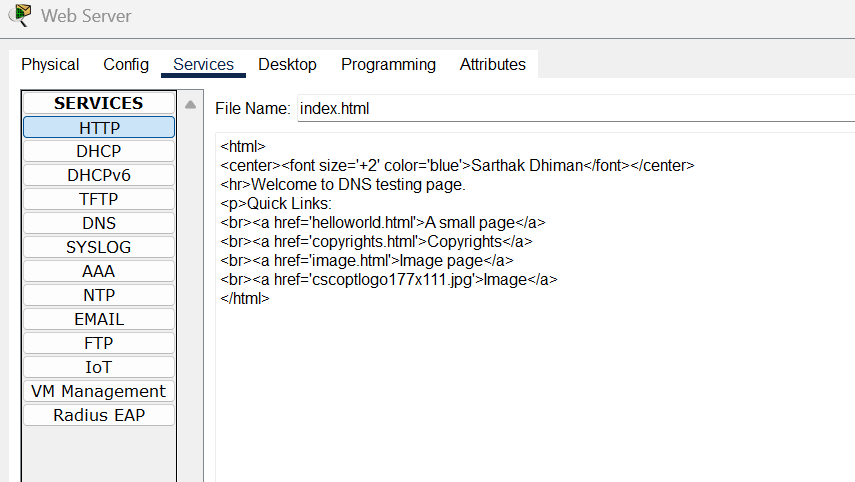 Web Server
Physical Config Services Desktop Programming Attributes
SERVICES
HTTP
DHCP
DHCPv6
TFTP
DNS
SYSLOG
AAA
NTP
EMAIL
FTP
IoT
VM Management
Radius EAP
File Name: index.html
<html>
<center><font size='+2' color='blue'>Sarthak Dhiman</font></center>
<hr>Welcome to DNS testing page.
<p>Quick Links:
<br><a href='helloworld.html'>A small page</a>
<br><a href='copyrights.html'>Copyrights</a>
<br><a href='image.html'>Image page</a>
<br><a href='cscoptlogo177x111.jpg'>Image</a>
</html>